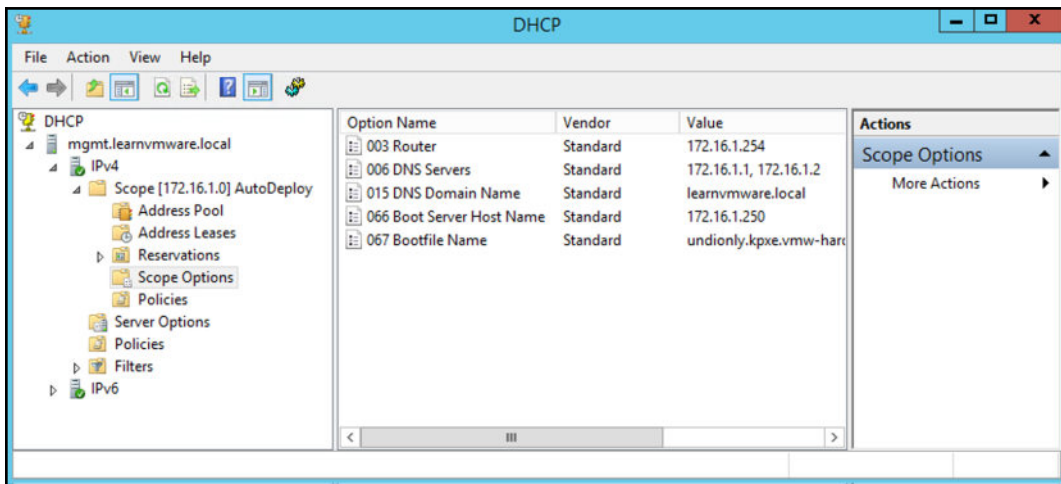 DHCP
File Action View Help
DHCP
mgmt.learnvmware.local
IPv4
Scope [172.16.1.0] AutoDeploy
Address Pool
Address Leases
Reservations
Scope Options
Policies
Server Options
Policies
Filters
IPv6
Option Name Vendor Value
003 Router Standard 172.16.1.254
006 DNS Servers Standard 172.16.1.1, 172.16.1.2
015 DNS Domain Name Standard learnvmware.local
066 Boot Server Host Name Standard 172.16.1.250
067 Bootfile Name Standard undionly.kpxe.vmw-hard
Actions
Scope Options
More Actions